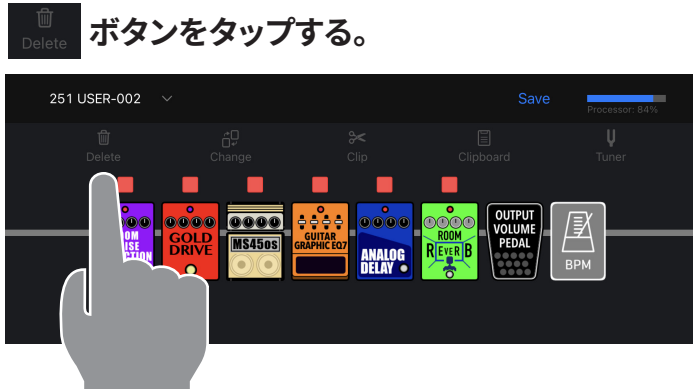 Delete ボタンをタップする。
251 USER-002 Save Processor: 84%
Delete Change Clip Clipboard Tuner
GOLD DRIVE
MS45os
GUITAR GRAPHIC EQ7
ANALOG DELAY
ROOM REvERB
OUTPUT VOLUME PEDAL
BPM